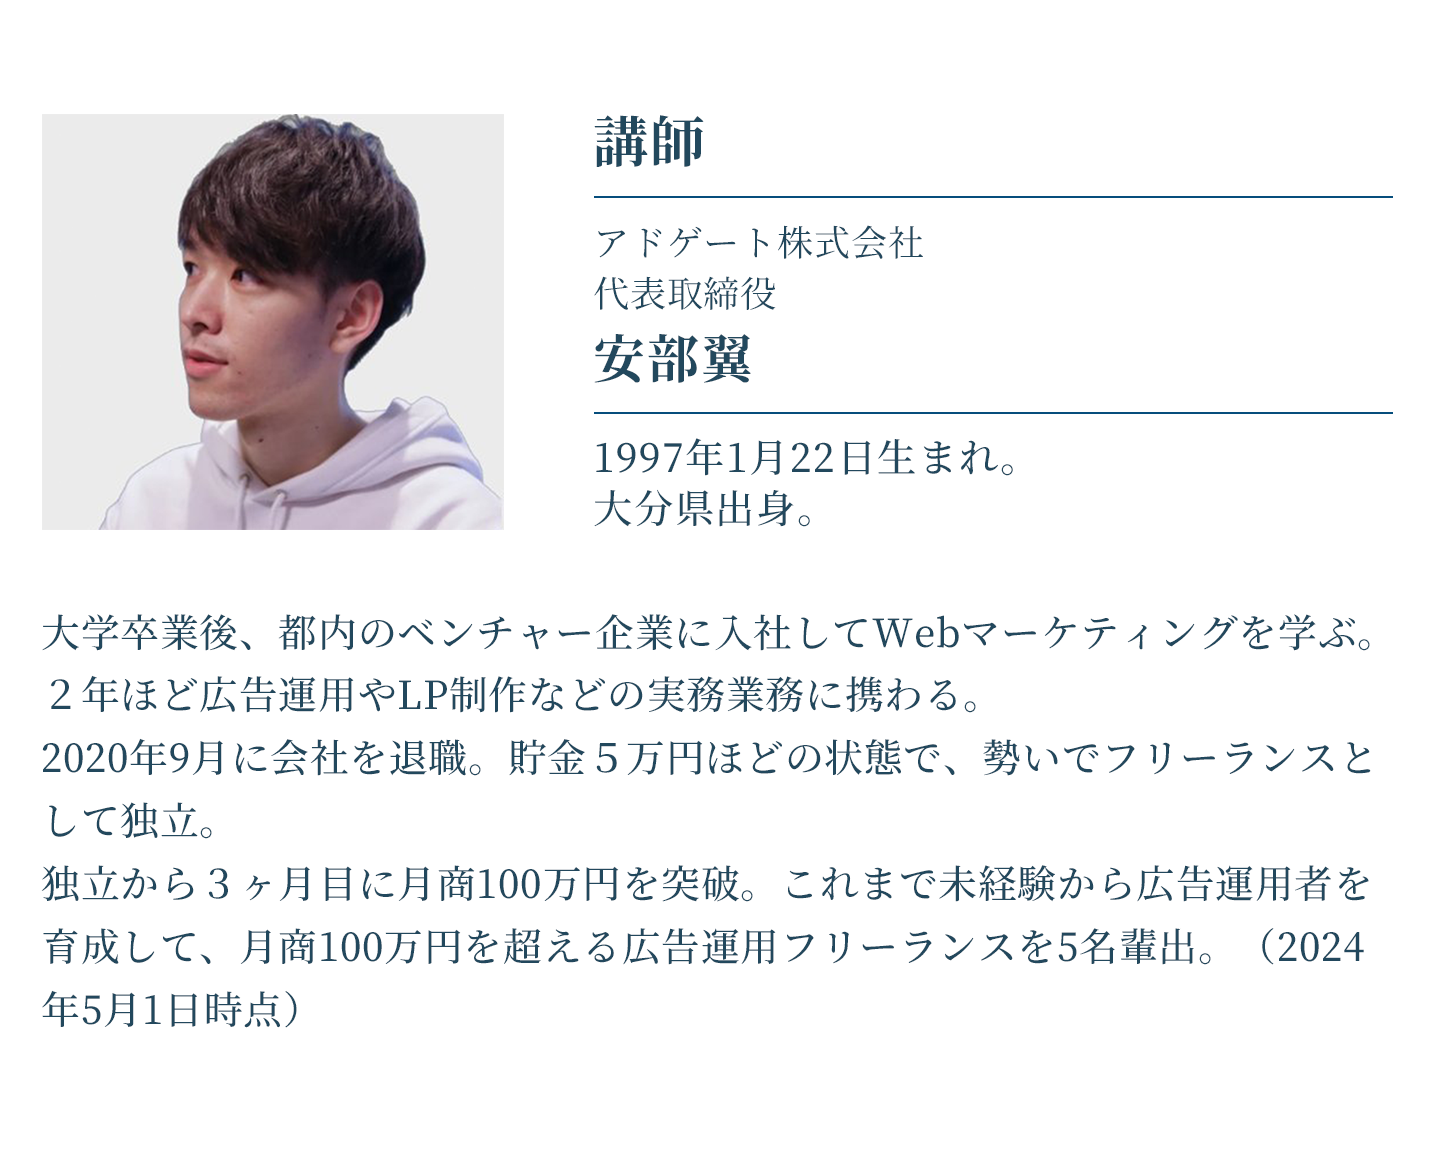 講師
アドゲート株式会社
代表取締役
安部翼
1997年1月22日生まれ。
大分県出身。
大学卒業後、都内のベンチャー企業に入社してWebマーケティングを学ぶ。
２年ほど広告運用やLP制作などの実務業務に携わる。
2020年9月に会社を退職。貯金５万円ほどの状態で、勢いでフリーランスと
して独立。
独立から３ヶ月目に月商100万円を突破。これまで未経験から広告運用者を
育成して、月商100万円を超える広告運用フリーランスを5名輩出。（2024
年5月1日時点）